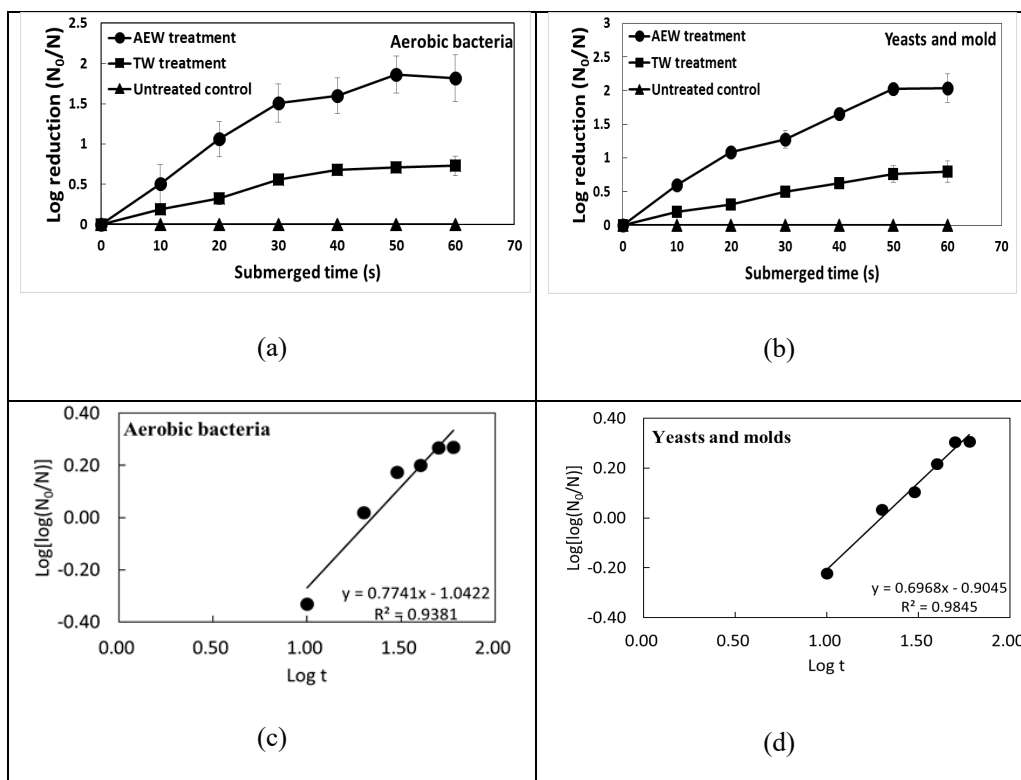 2.5
2
1.5
1
0.5
0
Log reduction (N₀/N)
AEW treatment
TW treatment
Untreated control
Aerobic bacteria
0 10 20 30 40 50 60 70
Submerged time (s)
(a)
3
2.5
2
1.5
1
0.5
0
Log reduction (N₀/N)
AEW treatment
TW treatment
Untreated control
Yeasts and mold
0 10 20 30 40 50 60 70
Submerged time (s)
(b)
0.40
0.20
0.00
-0.20
-0.40
Log[log(N₀/N)]
Aerobic bacteria
y = 0.7741x - 1.0422
R² = 0.9381
0.00 0.50 1.00 1.50 2.00
Log t
(c)
0.40
0.20
0.00
-0.20
-0.40
Log[log(N₀/N)]
Yeasts and molds
y = 0.6968x - 0.9045
R² = 0.9845
0.00 0.50 1.00 1.50 2.00
Log t
(d)